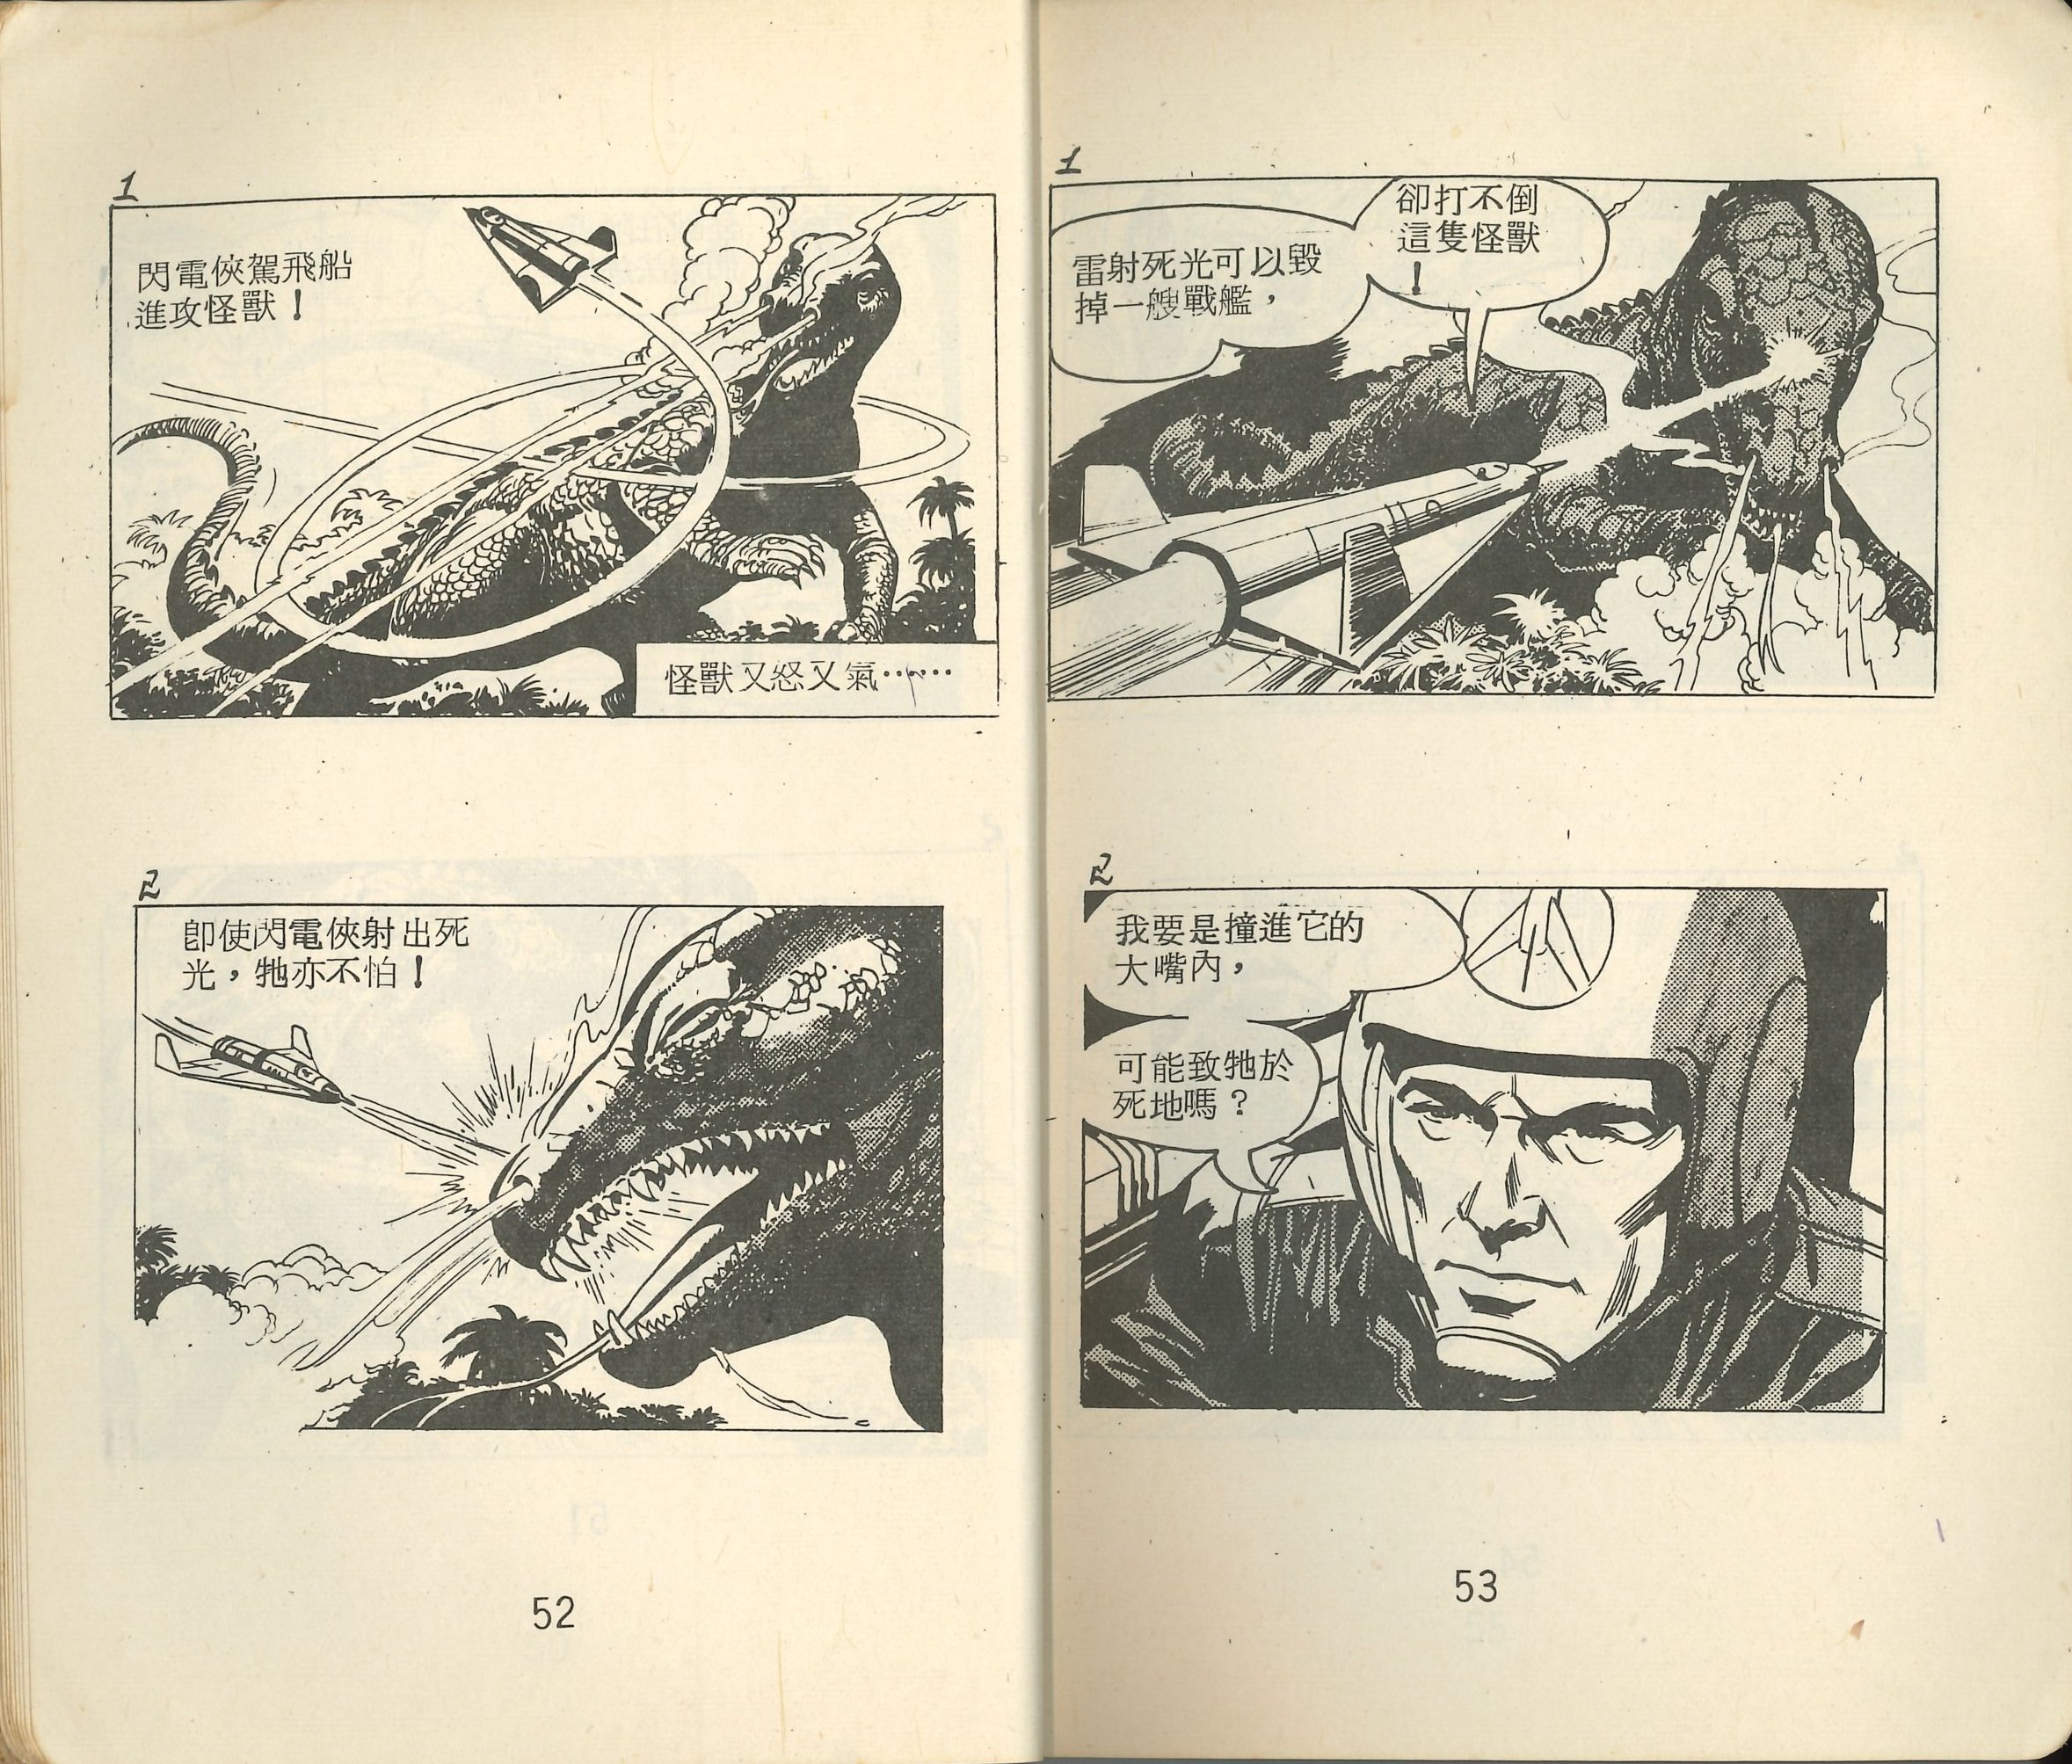 1
閃電俠駕飛船
進攻怪獸！
怪獸又怒又氣⋯⋯
2
即使閃電俠射出死
光，牠亦不怕！
52
1
雷射死光可以毀
掉一艘戰艦，
卻打不倒
這隻怪獸
！
2
我要是撞進它的
大嘴內，
可能致牠於
死地嗎？
53